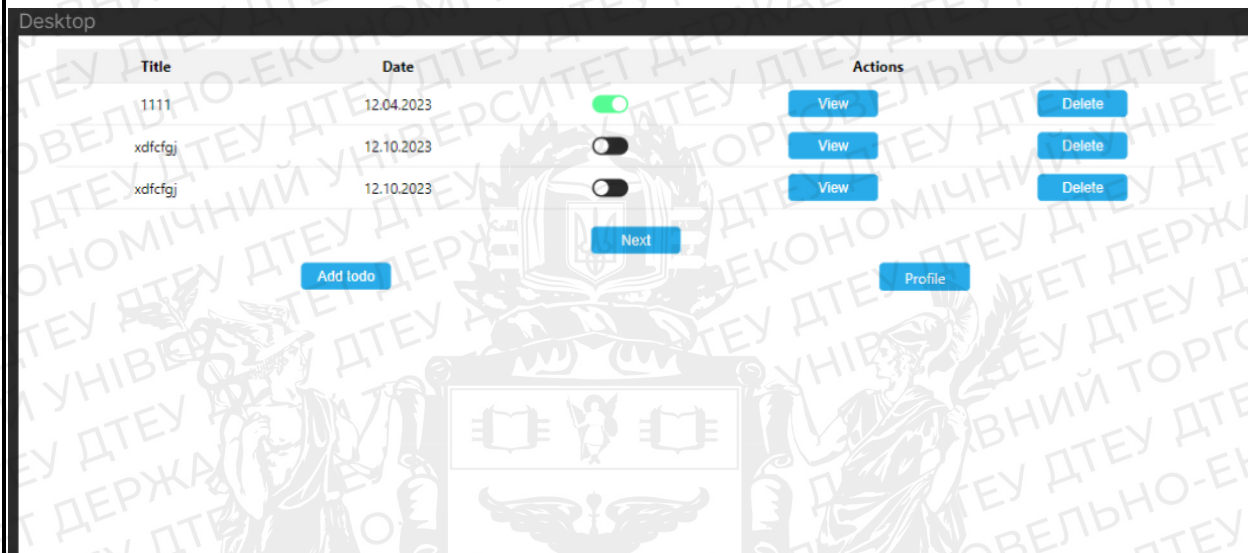 Desktop
Title Date Actions
1111 12.04.2023 View Delete
xdfcfgj 12.10.2023 View Delete
xdfcfgj 12.10.2023 View Delete
Next
Add todo Profile